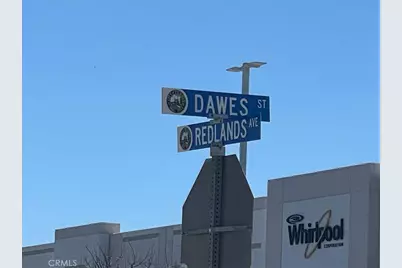 DAWES ST
REDLANDS AVE
Whirlpool
CORPORATION
CRMLS